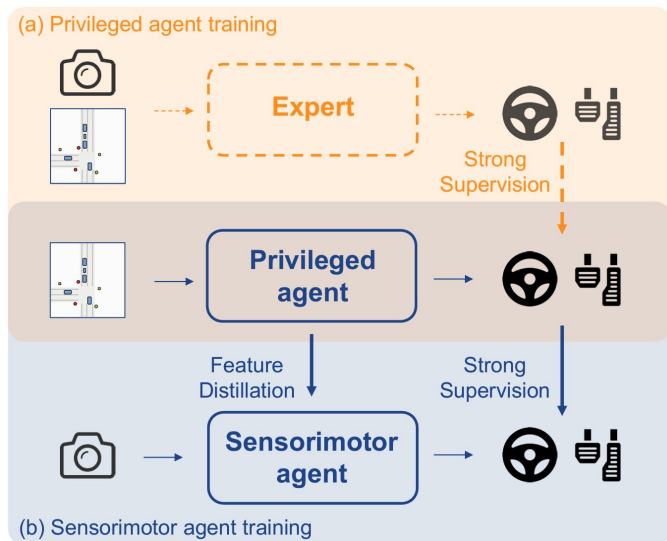 (a) Privileged agent training
Expert
Strong
Supervision
Privileged
agent
Feature
Distillation
Strong
Supervision
Sensorimotor
agent
(b) Sensorimotor agent training